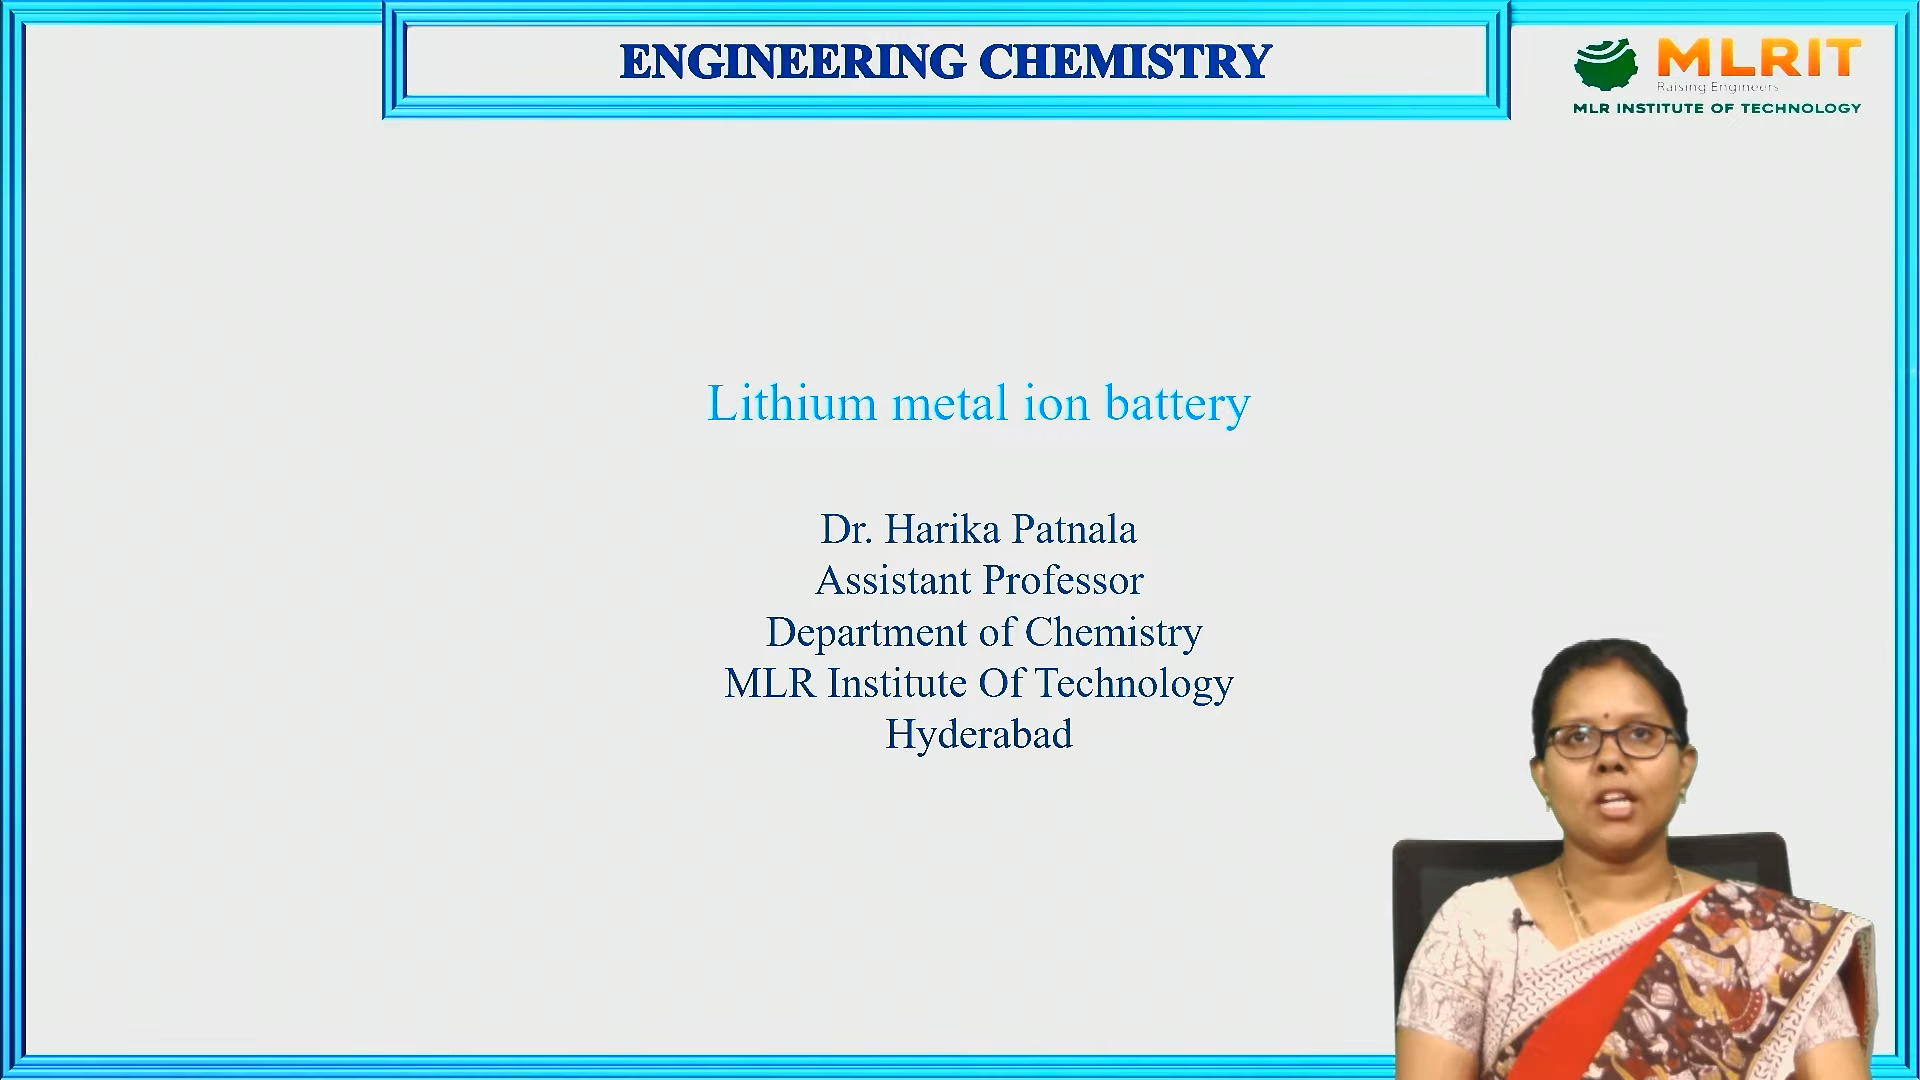 ENGINEERING CHEMISTRY
MLRIT
Raising Engineers
MLR INSTITUTE OF TECHNOLOGY
Lithium metal ion battery
Dr. Harika Patnala
Assistant Professor
Department of Chemistry
MLR Institute Of Technology
Hyderabad